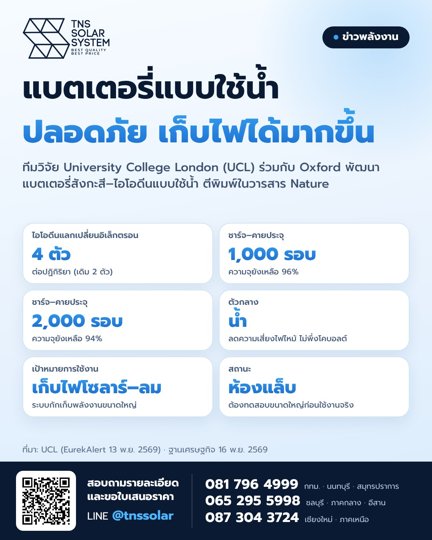 TNS
SOLAR
SYSTEM
BEST QUALITY
BEST PRICE
ข่าวพลังงาน
แบตเตอรี่แบบใช้น้ำ
ปลอดภัย เก็บไฟได้มากขึ้น
ทีมวิจัย University College London (UCL) ร่วมกับ Oxford พัฒนา
แบตเตอรี่สังกะสี–ไอโอดีนแบบใช้น้ำ ตีพิมพ์ในวารสาร Nature
ไอโอดีนแลกเปลี่ยนอิเล็กตรอน
4 ตัว
ต่อปฏิกิริยา (เดิม 2 ตัว)
ชาร์จ–คายประจุ
1,000 รอบ
ความจุยังเหลือ 96%
ชาร์จ–คายประจุ
2,000 รอบ
ความจุยังเหลือ 94%
ตัวกลาง
น้ำ
ลดความเสี่ยงไฟไหม้ ไม่พึ่งโคบอลต์
เป้าหมายการใช้งาน
เก็บไฟโซลาร์–ลม
ระบบกักเก็บพลังงานขนาดใหญ่
สถานะ
ห้องแล็บ
ต้องทดสอบขนาดใหญ่ก่อนใช้งานจริง
ที่มา: UCL (EurekAlert 13 พ.ย. 2569) · ฐานเศรษฐกิจ 16 พ.ย. 2569
สอบถามรายละเอียด
และขอใบเสนอราคา
LINE @tnssolar
081 796 4999 กทม. · นนทบุรี · สมุทรปราการ
065 295 5998 ชลบุรี · ภาคกลาง · อีสาน
087 304 3724 เชียงใหม่ · ภาคเหนือ